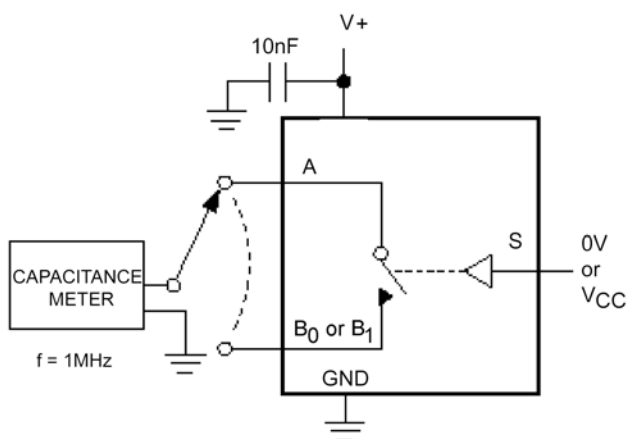 V+
10nF
A
S
0V
or
VCC
CAPACITANCE
METER
B0 or B1
f = 1MHz
GND